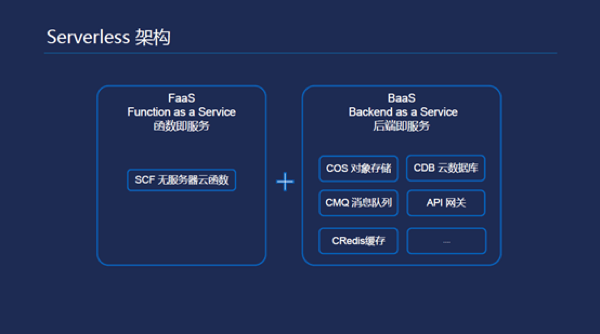 Serverless 架构
FaaS
Function as a Service
函数即服务
SCF 无服务器云函数
+
BaaS
Backend as a Service
后端即服务
COS 对象存储
CDB 云数据库
CMQ 消息队列
API 网关
CRedis缓存
...